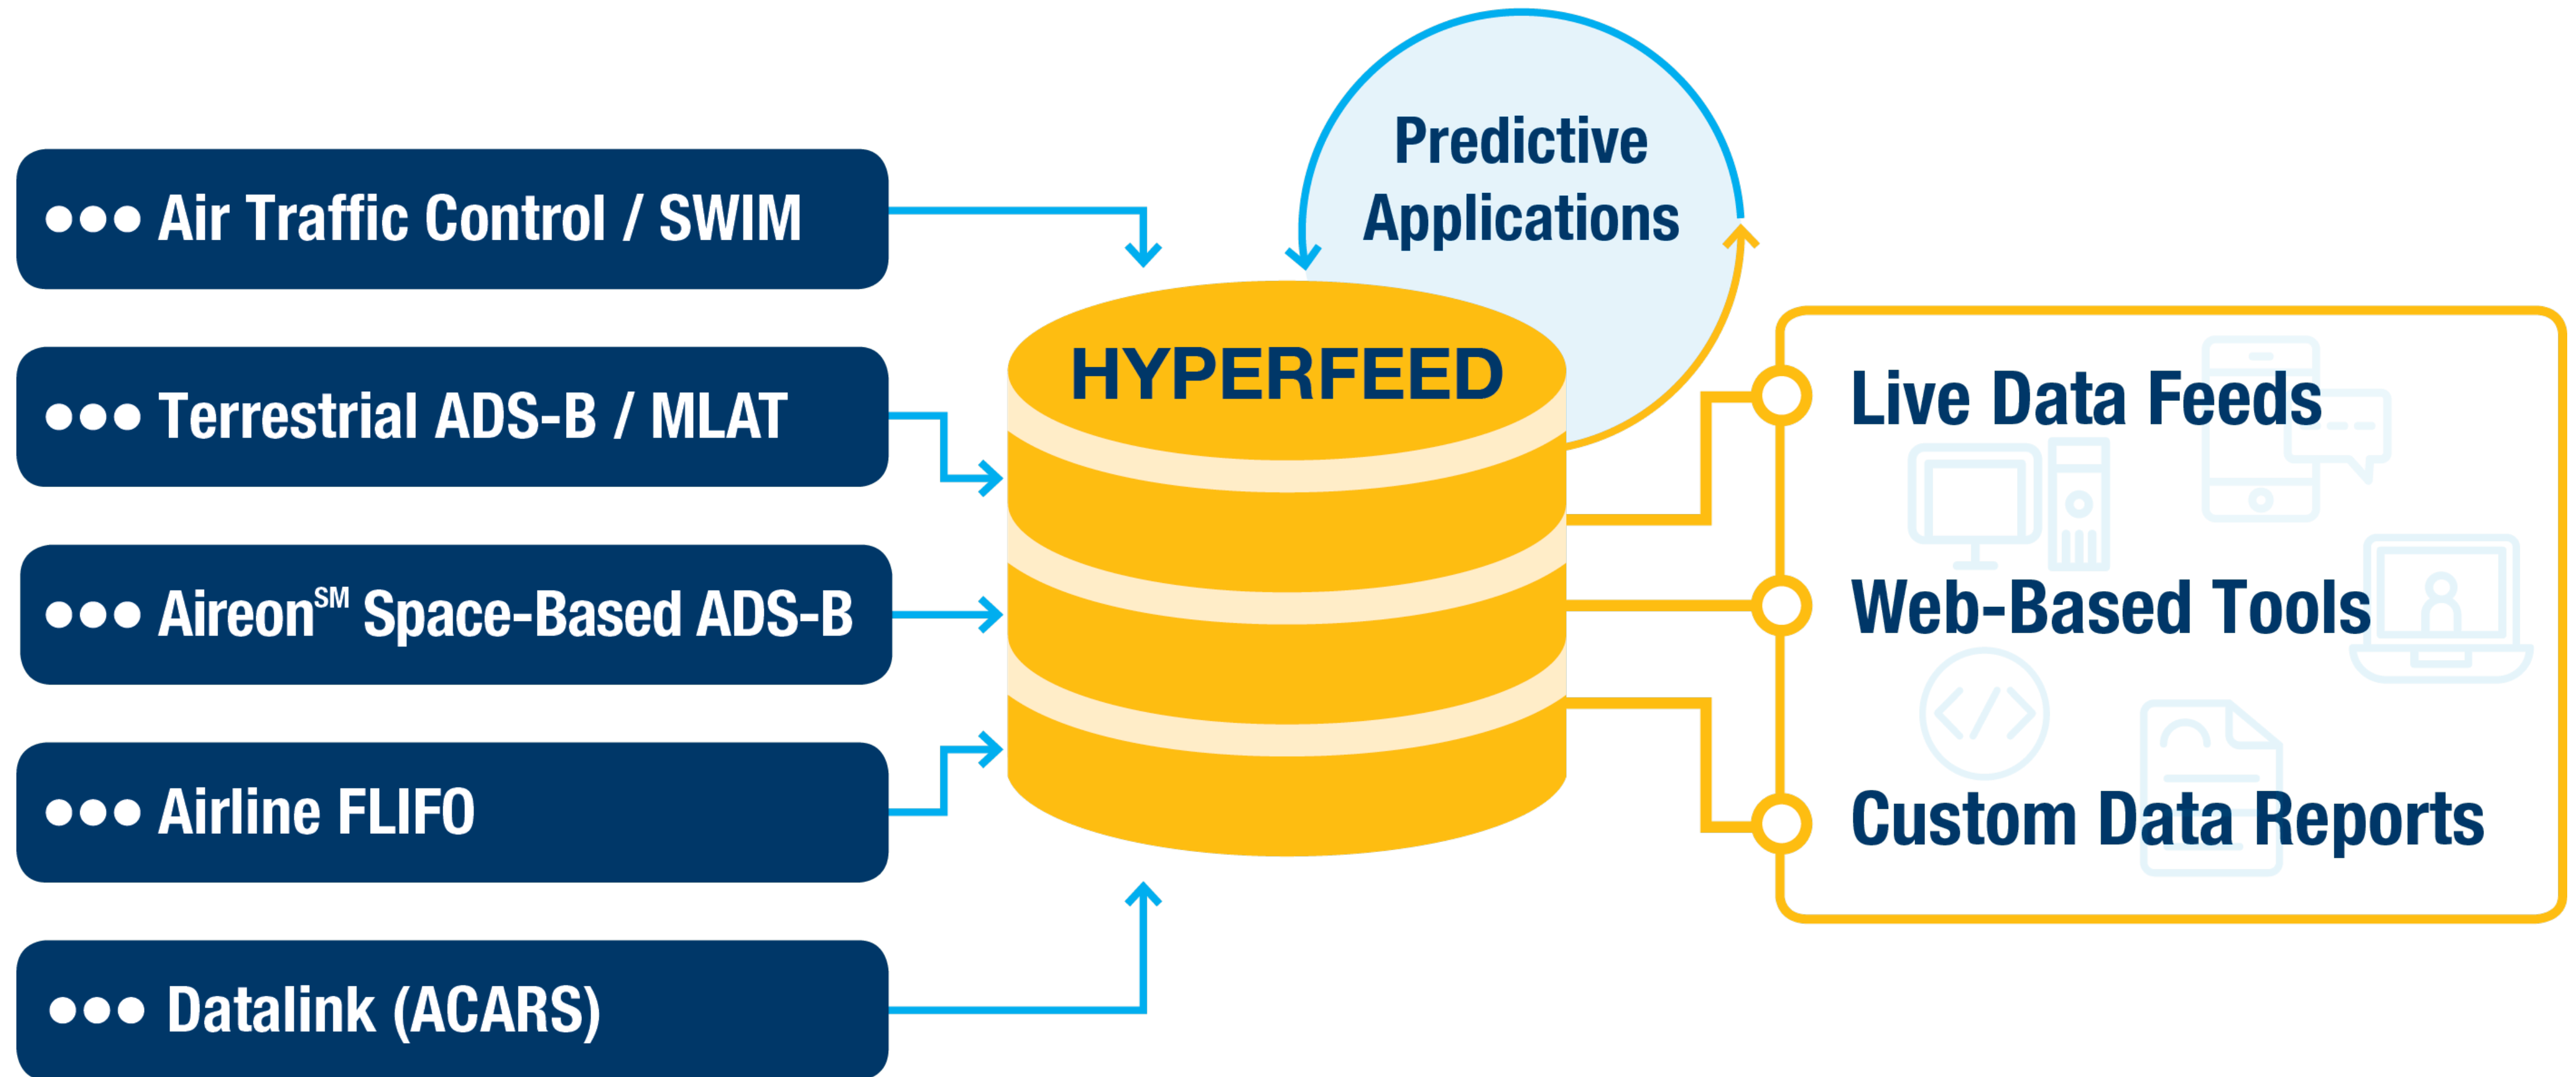 Predictive
Applications
Air Traffic Control / SWIM
Terrestrial ADS-B / MLAT
Aireon℠ Space-Based ADS-B
Airline FLIFO
Datalink (ACARS)
HYPERFEED
Live Data Feeds
Web-Based Tools
Custom Data Reports